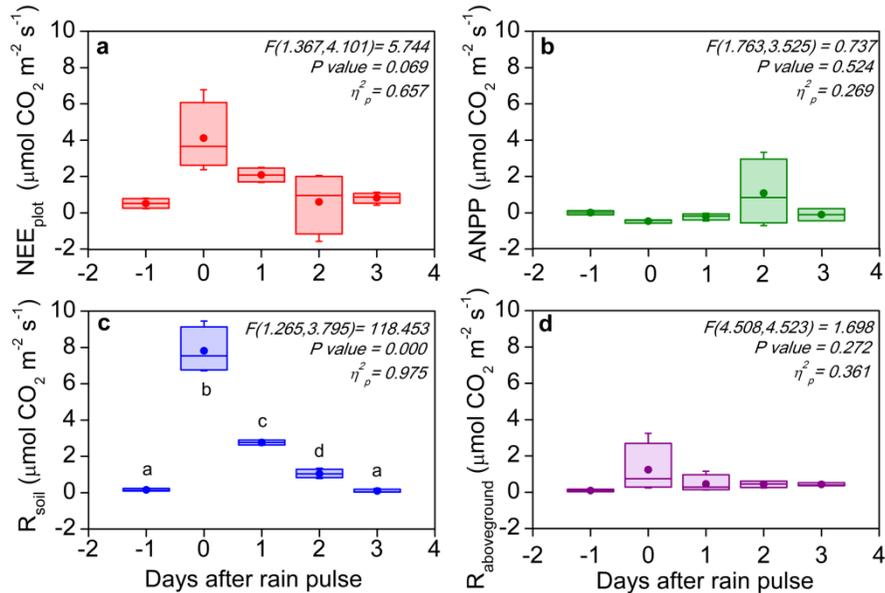 a
F(1.367,4.101)= 5.744
P value = 0.069
η²p = 0.657
NEEplot (μmol CO2 m-2 s-1)
10
8
6
4
2
0
-2
-2 -1 0 1 2 3 4
b
F(1.763,3.525) = 0.737
P value = 0.524
η²p = 0.269
ANPP (μmol CO2 m-2 s-1)
10
8
6
4
2
0
-2
-2 -1 0 1 2 3 4
c
F(1.265,3.795)= 118.453
P value = 0.000
η²p = 0.975
Rsoil (μmol CO2 m-2 s-1)
10
8
6
4
2
0
-2
a
b
c
d
a
-2 -1 0 1 2 3 4
Days after rain pulse
d
F(4.508,4.523) = 1.698
P value = 0.272
η²p = 0.361
Raboveground (μmol CO2 m-2 s-1)
10
8
6
4
2
0
-2
-2 -1 0 1 2 3 4
Days after rain pulse